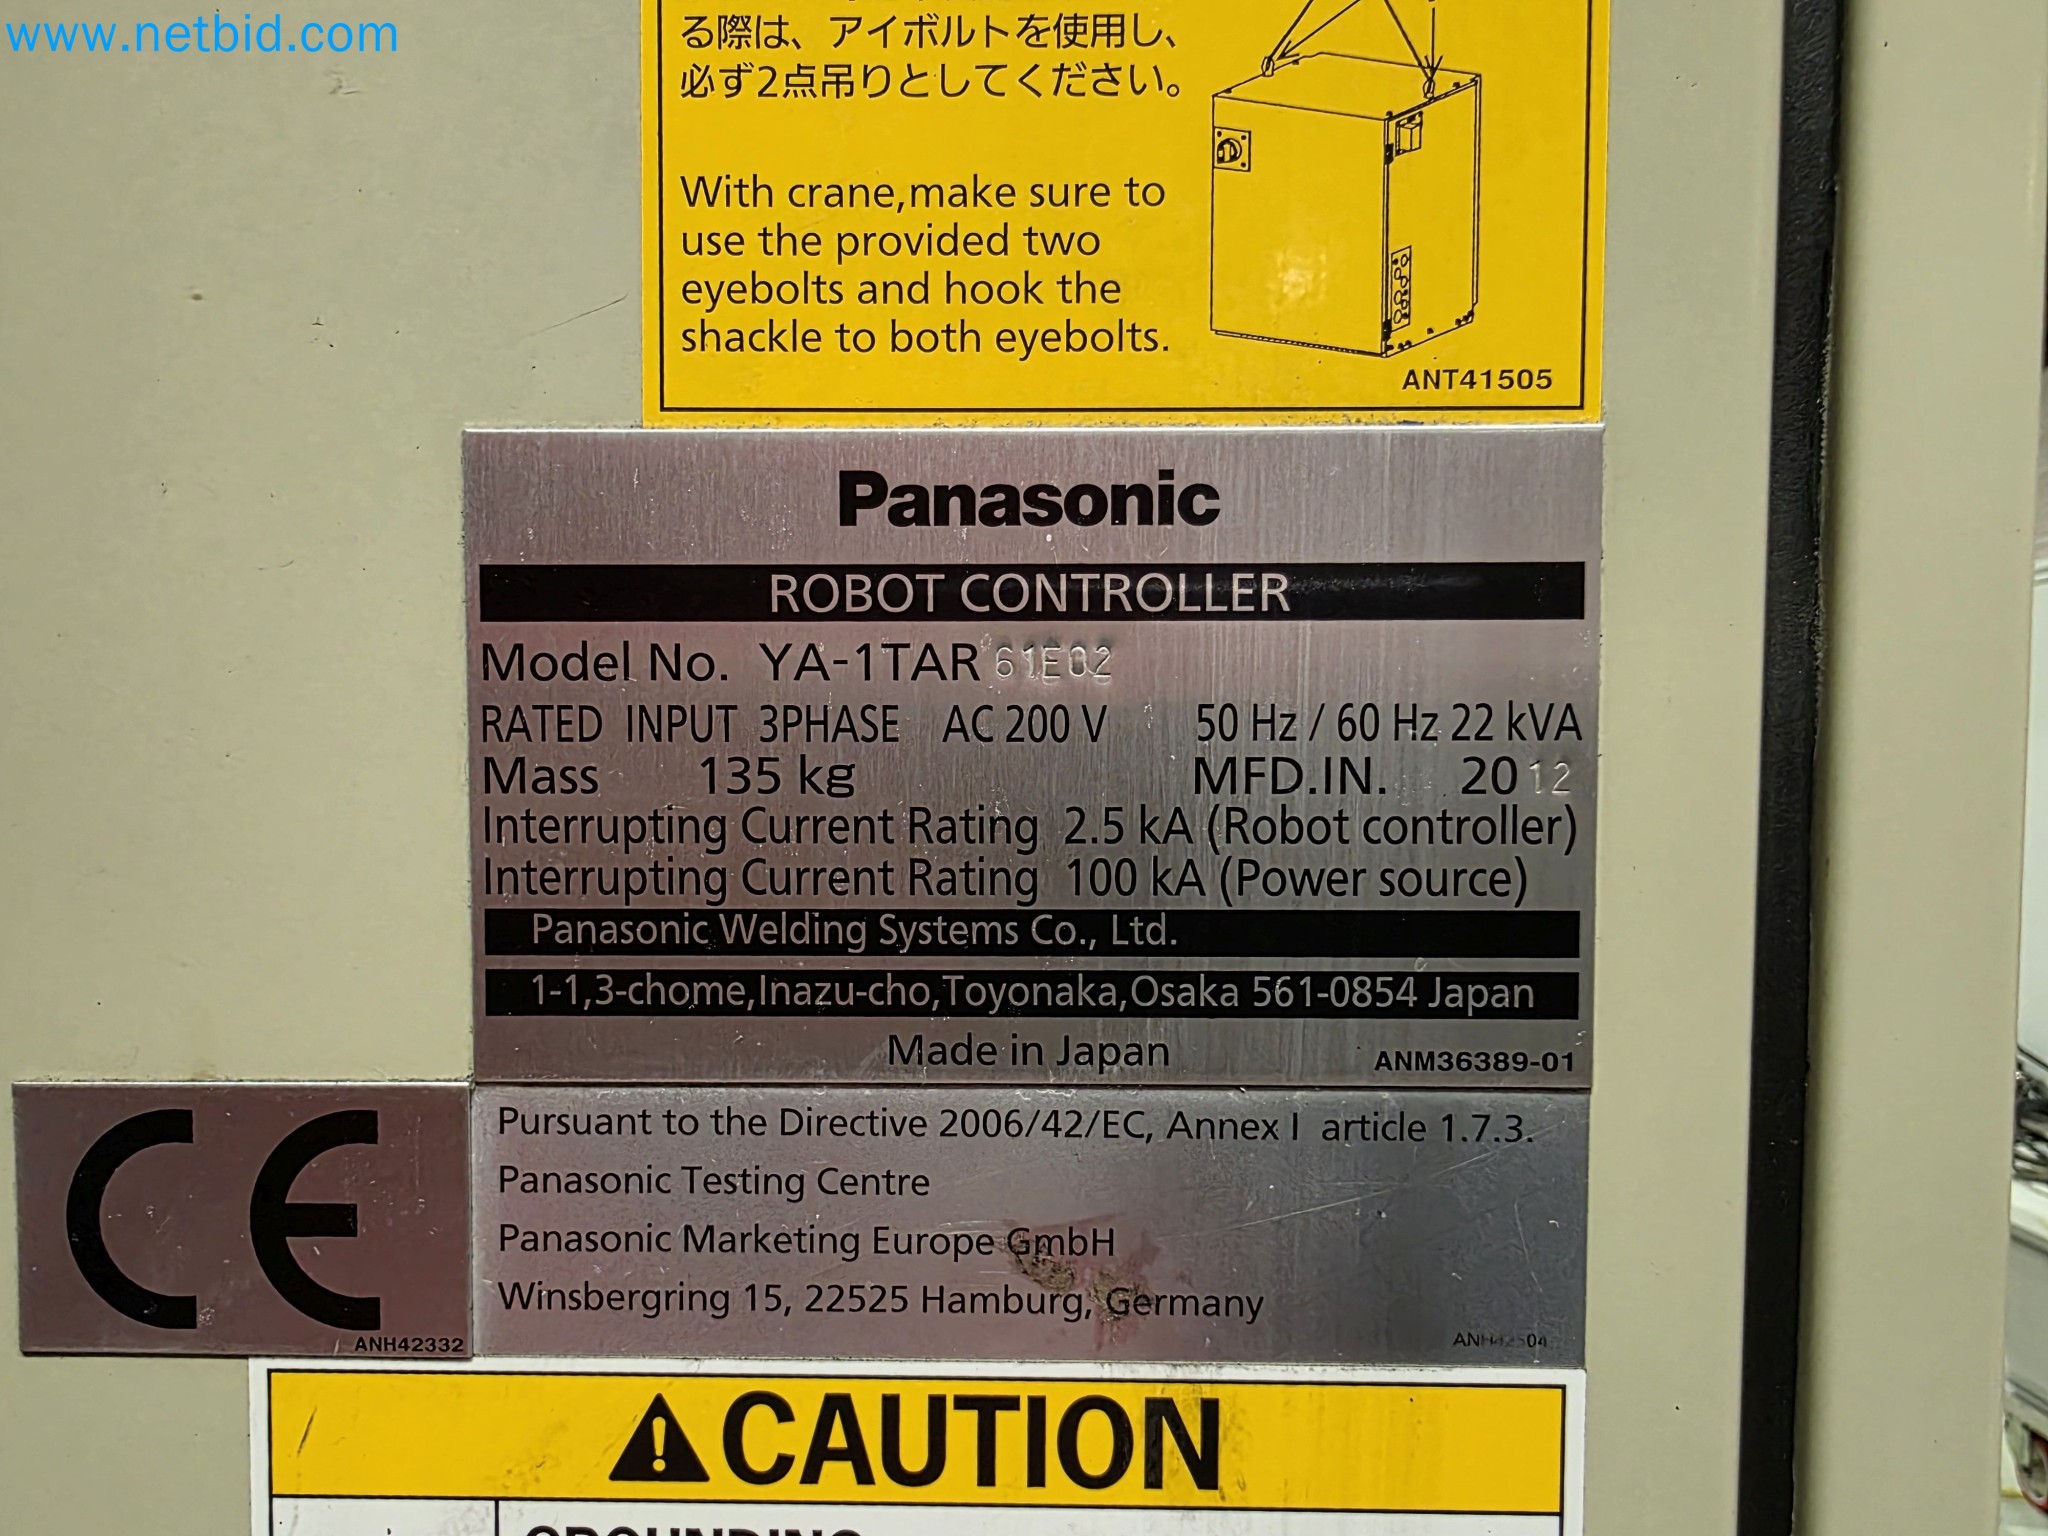 www.netbid.com
る際は、アイボルトを使用し、
必ず2点吊りとしてください。
With crane,make sure to
use the provided two
eyebolts and hook the
shackle to both eyebolts.
ANT41505
Panasonic
ROBOT CONTROLLER
Model No. YA-1TAR 61E02
RATED INPUT 3PHASE AC 200 V 50 Hz / 60 Hz 22 kVA
Mass 135 kg MFD.IN. 2012
Interrupting Current Rating 2.5 kA (Robot controller)
Interrupting Current Rating 100 kA (Power source)
Panasonic Welding Systems Co., Ltd.
1-1,3-chome,Inazu-cho,Toyonaka,Osaka 561-0854 Japan
Made in Japan ANM36389-01
CE
ANH42332
Pursuant to the Directive 2006/42/EC, Annex I article 1.7.3.
Panasonic Testing Centre
Panasonic Marketing Europe GmbH
Winsbergring 15, 22525 Hamburg, Germany
CAUTION
GROUNDING